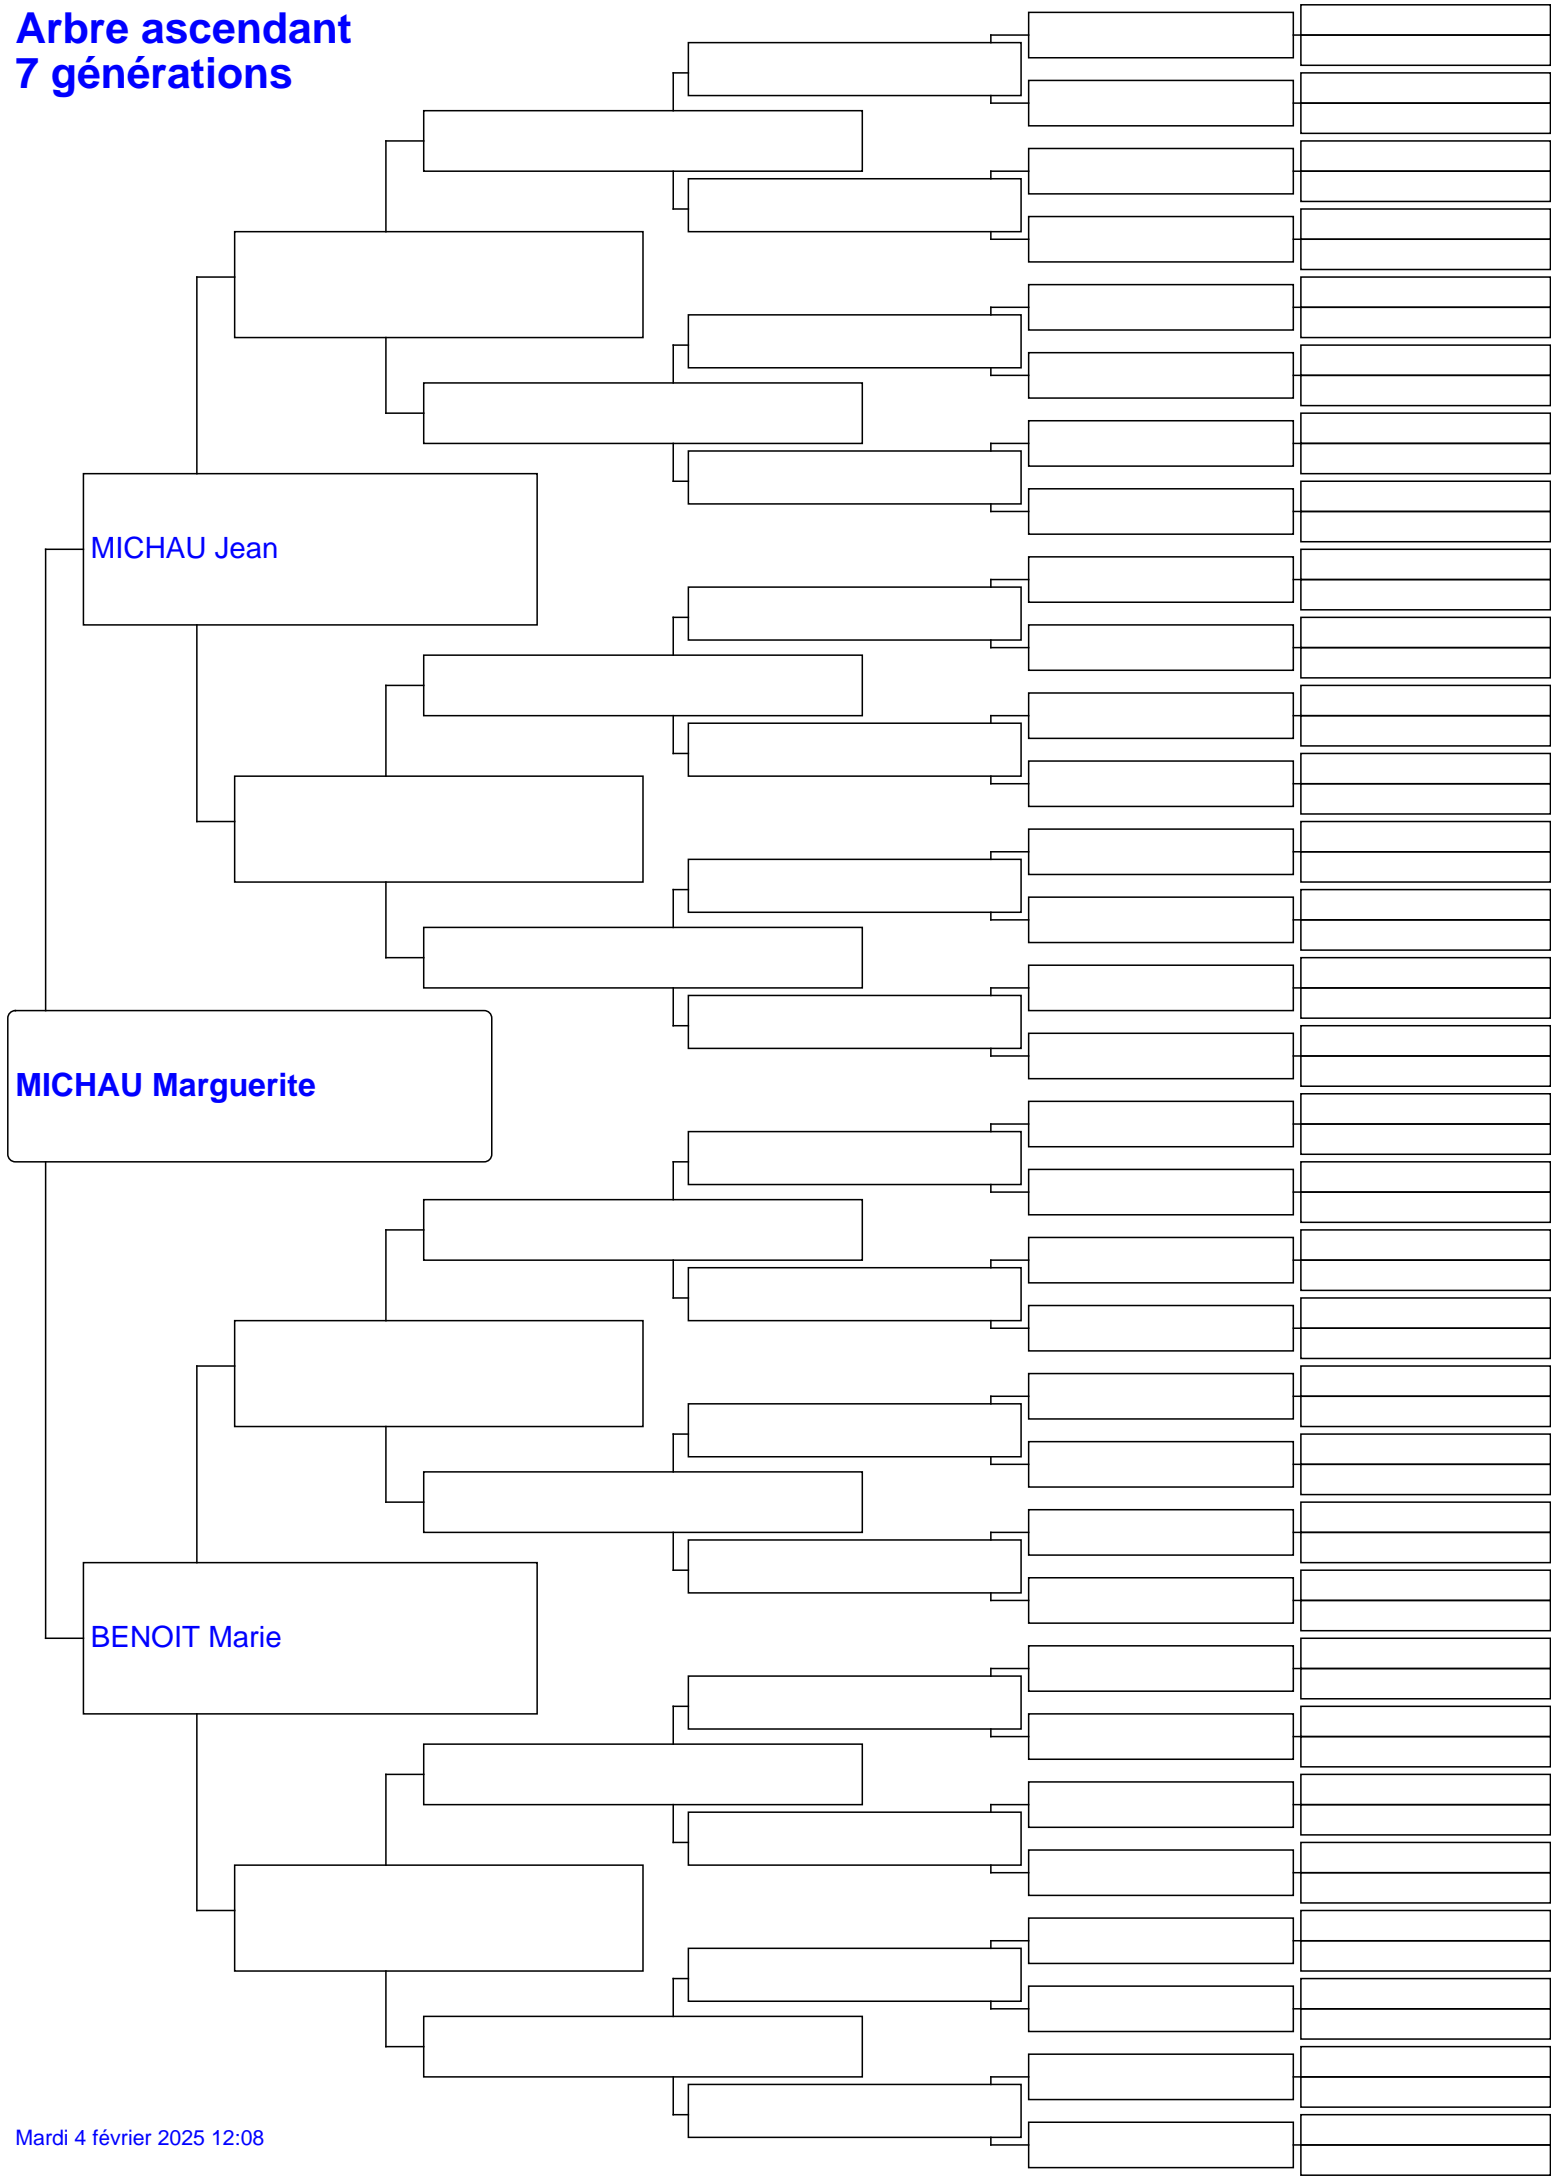 Arbre ascendant
7 générations
MICHAU Jean
MICHAU Marguerite
BENOIT Marie
Mardi 4 février 2025 12:08